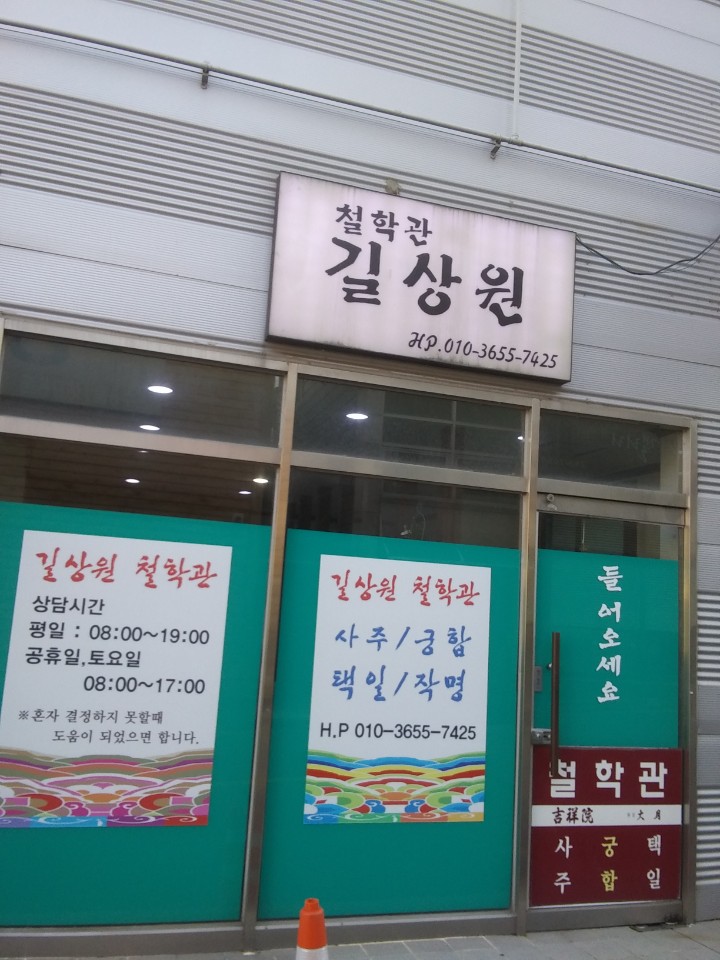 철학관
길상원
HP.010-3655-7425
길상원 철학관
상담시간
평일 : 08:00~19:00
공휴일,토요일
08:00~17:00
※혼자 결정하지 못할때
도움이 되었으면 합니다.
길상원 철학관
사주/궁합
택일/작명
H.P 010-3655-7425
들어오세요
철학관
吉祥院 大月
사 궁 택
주 합 일